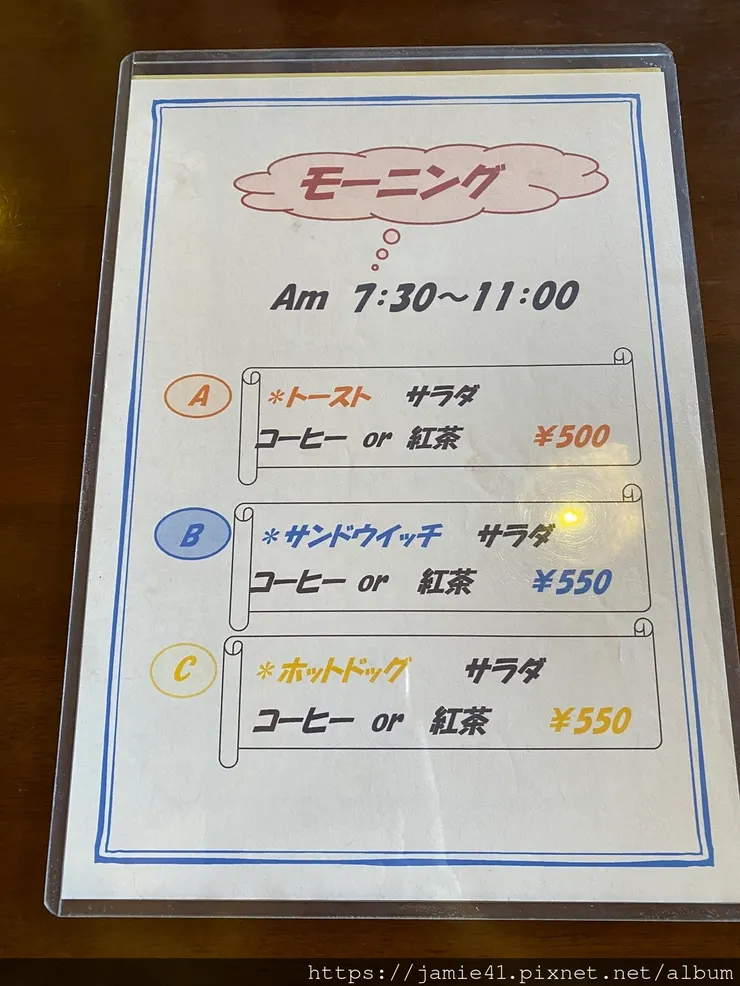 モーニング
Am 7:30～11:00
A
＊トースト サラダ
コーヒー or 紅茶 ￥500
B
＊サンドウイッチ サラダ
コーヒー or 紅茶 ￥550
C
＊ホットドッグ サラダ
コーヒー or 紅茶 ￥550
https://jamie41.pixnet.net/album